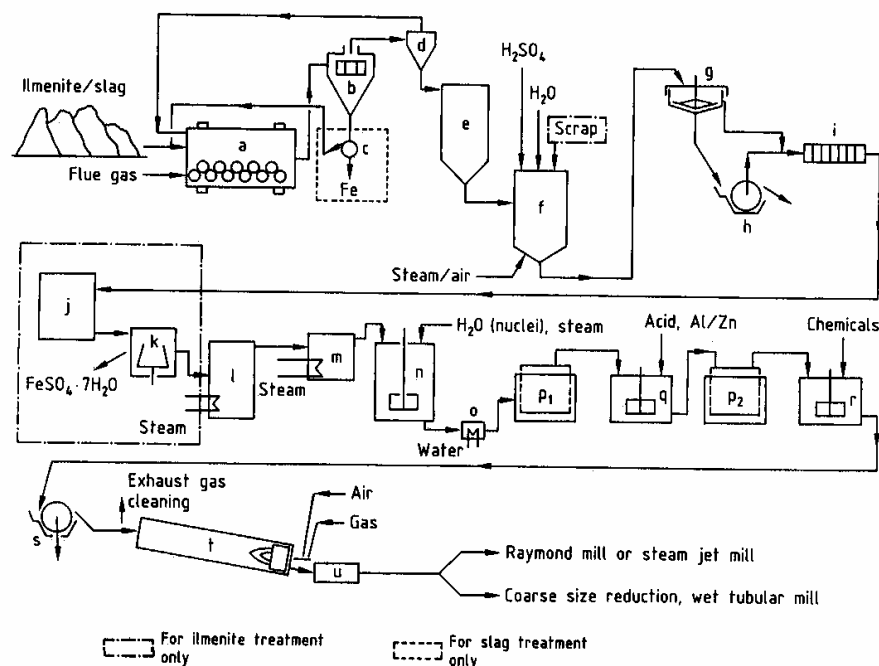 d
H₂SO₄
g
Ilmenite/slag
b
H₂O
i
e
Scrap
a
c
Flue gas
Fe
f
h
Steam/air
j
H₂O (nuclei), steam
Acid, Al/Zn
Chemicals
k
m
FeSO₄·7H₂O
l
n
p₁
q
p₂
r
Steam
o
Steam
Water
Exhaust gas
cleaning
Air
s
Gas
t
Raymond mill or steam jet mill
u
Coarse size reduction, wet tubular mill
For ilmenite treatment
only
For slag treatment
only